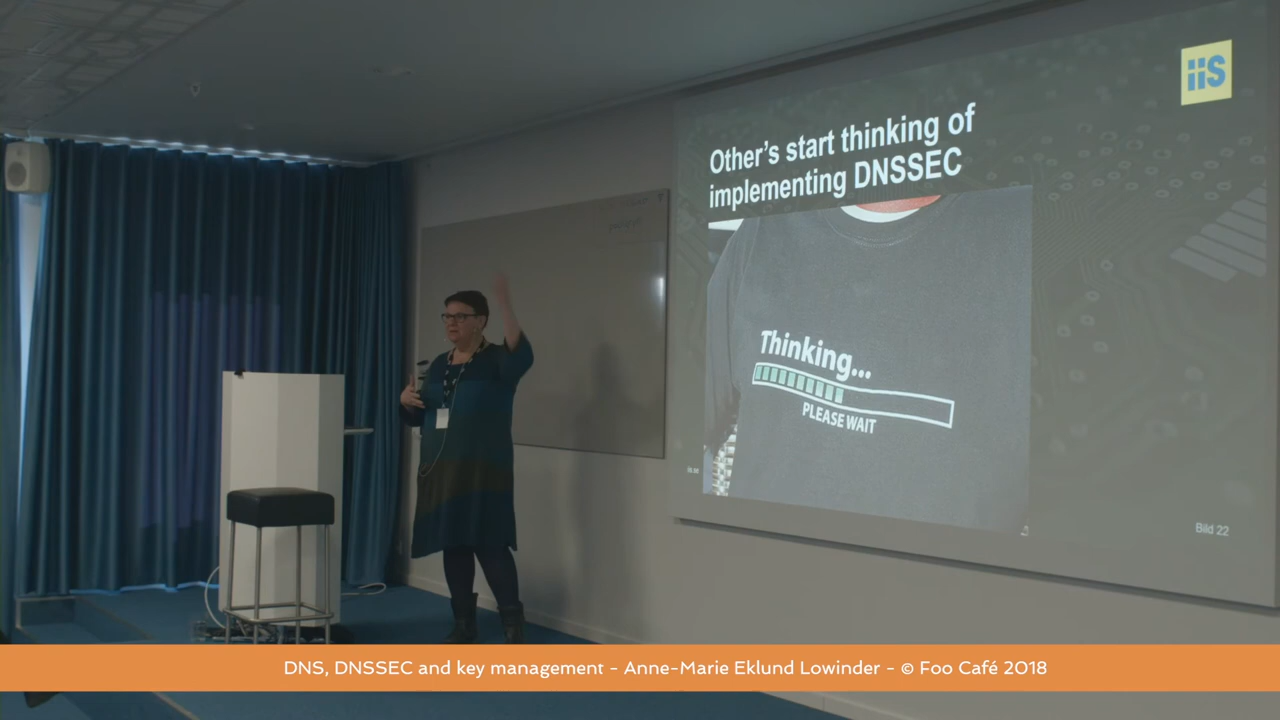 iiS
Other's start thinking of
implementing DNSSEC
Thinking...
PLEASE WAIT
Bild 22
DNS, DNSSEC and key management - Anne-Marie Eklund Lowinder - © Foo Café 2018